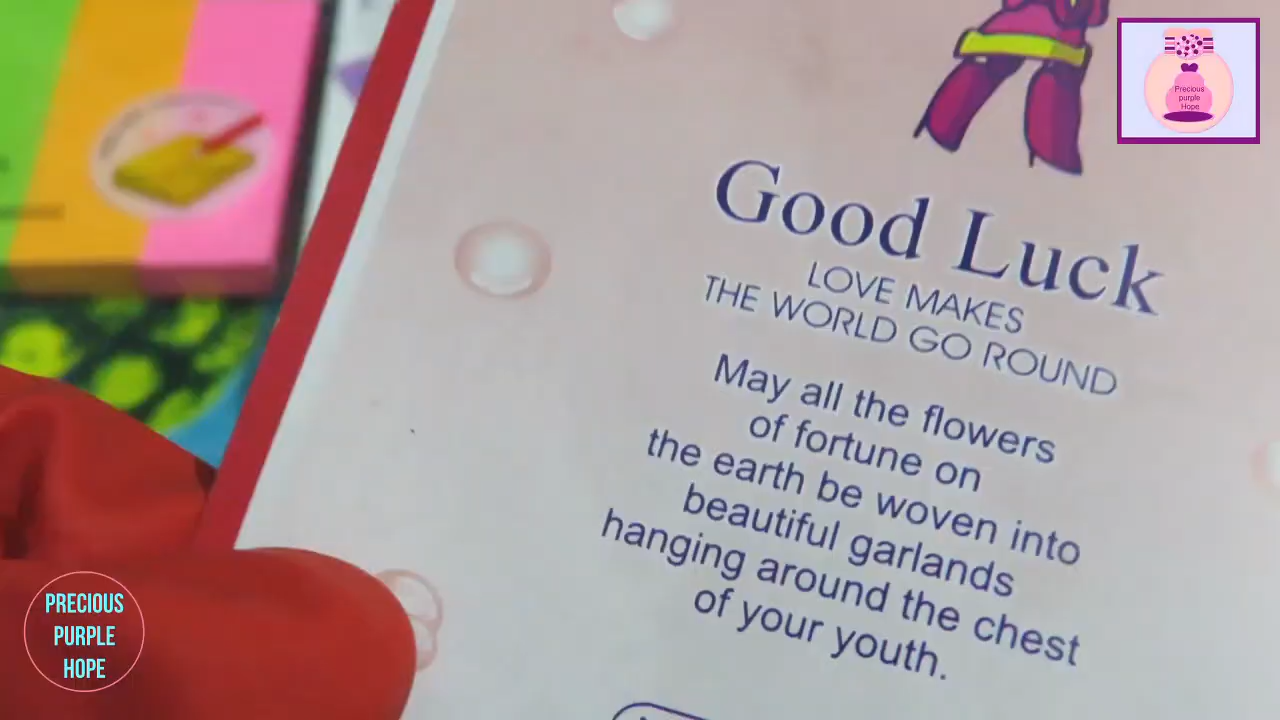 Good Luck
LOVE MAKES
THE WORLD GO ROUND
May all the flowers
of fortune on
the earth be woven into
beautiful garlands
hanging around the chest
of your youth.
Precious
purple
Hope
PRECIOUS
PURPLE
HOPE